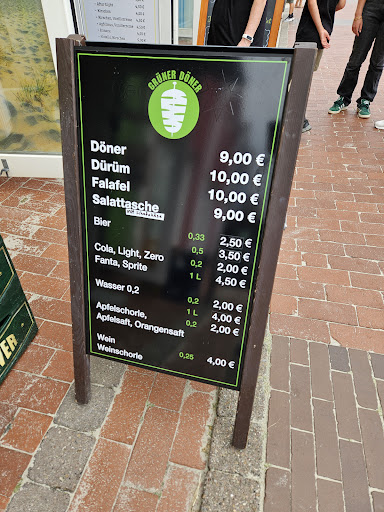 GRÜNER DÖNER
Döner 9,00 €
Dürüm 10,00 €
Falafel 10,00 €
Salattasche 9,00 €
Bier 0,33 2,50 €
0,5 3,50 €
Cola, Light, Zero 0,2 2,00 €
Fanta, Sprite 1 L 4,50 €
Wasser 0,2 0,2 2,00 €
Apfelschorle, 1 L 4,00 €
Apfelsaft, Orangensaft 0,2 2,00 €
Wein
Weinschorle 0,25 4,00 €